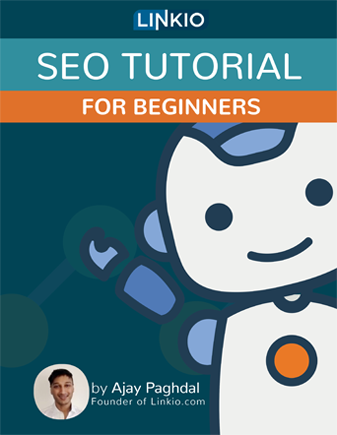 LINKIO
SEO TUTORIAL
FOR BEGINNERS
by Ajay Paghdal
Founder of Linkio.com